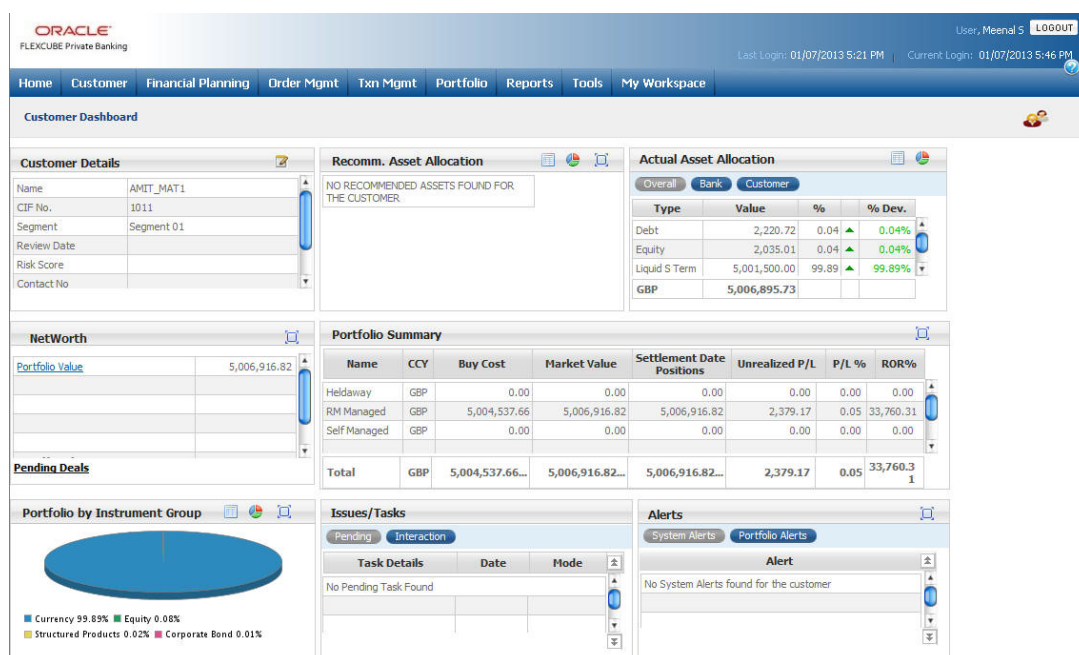 ORACLE
FLEXCUBE Private Banking
User, Meenal S LOGOUT
Last Login: 01/07/2013 5:21 PM | Current Login: 01/07/2013 5:46 PM
Home Customer Financial Planning Order Mgmt Txn Mgmt Portfolio Reports Tools My Workspace
Customer Dashboard
Customer Details
Name AMIT_MAT1
CIF No. 1011
Segment Segment 01
Review Date
Risk Score
Contact No
Recomm. Asset Allocation
NO RECOMMENDED ASSETS FOUND FOR
THE CUSTOMER
Actual Asset Allocation
Overall Bank Customer
Type Value % % Dev.
Debt 2,220.72 0.04 0.04%
Equity 2,035.01 0.04 0.04%
Liquid S Term 5,001,500.00 99.89 99.89%
GBP 5,006,895.73
NetWorth
Portfolio Value 5,006,916.82
Pending Deals
Portfolio Summary
Name CCY Buy Cost Market Value Settlement Date Positions Unrealized P/L P/L % ROR%
Heldaway GBP 0.00 0.00 0.00 0.00 0.00 0.00
RM Managed GBP 5,004,537.66 5,006,916.82 5,006,916.82 2,379.17 0.05 33,760.31
Self Managed GBP 0.00 0.00 0.00 0.00 0.00 0.00
Total GBP 5,004,537.66... 5,006,916.82... 5,006,916.82... 2,379.17 0.05 33,760.31
Portfolio by Instrument Group
Currency 99.89% Equity 0.08%
Structured Products 0.02% Corporate Bond 0.01%
Issues/Tasks
Pending Interaction
Task Details Date Mode
No Pending Task Found
Alerts
System Alerts Portfolio Alerts
Alert
No System Alerts found for the customer